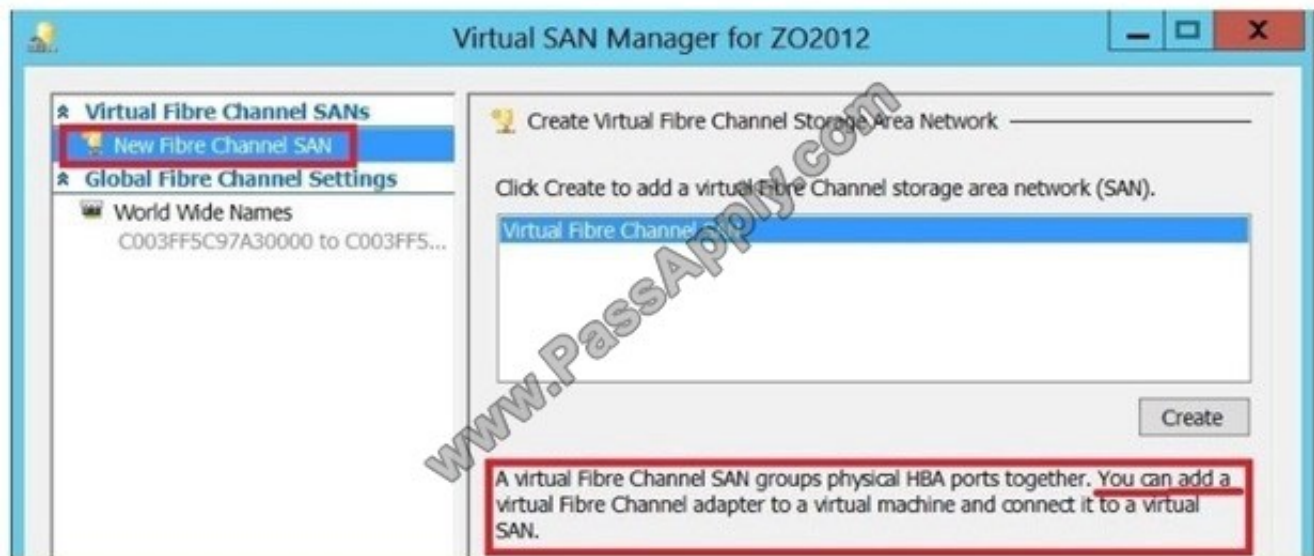 Virtual SAN Manager for ZO2012
X
Virtual Fibre Channel SANs
New Fibre Channel SAN
Global Fibre Channel Settings
World Wide Names
C003FF5C97A30000 to C003FF5...
Create Virtual Fibre Channel Storage Area Network
Click Create to add a virtual Fibre Channel storage area network (SAN).
Virtual Fibre Channel SAN
Create
A virtual Fibre Channel SAN groups physical HBA ports together. You can add a
virtual Fibre Channel adapter to a virtual machine and connect it to a virtual
SAN.
www.PassApply.com